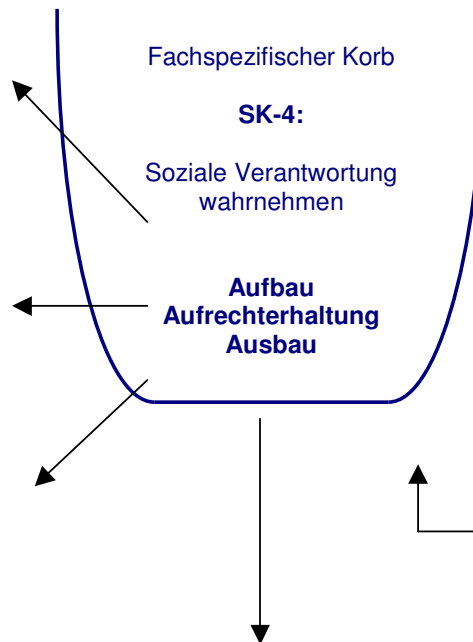 Fachspezifischer Korb
SK-4:
Soziale Verantwortung
wahrnehmen
Aufbau
Aufrechterhaltung
Ausbau